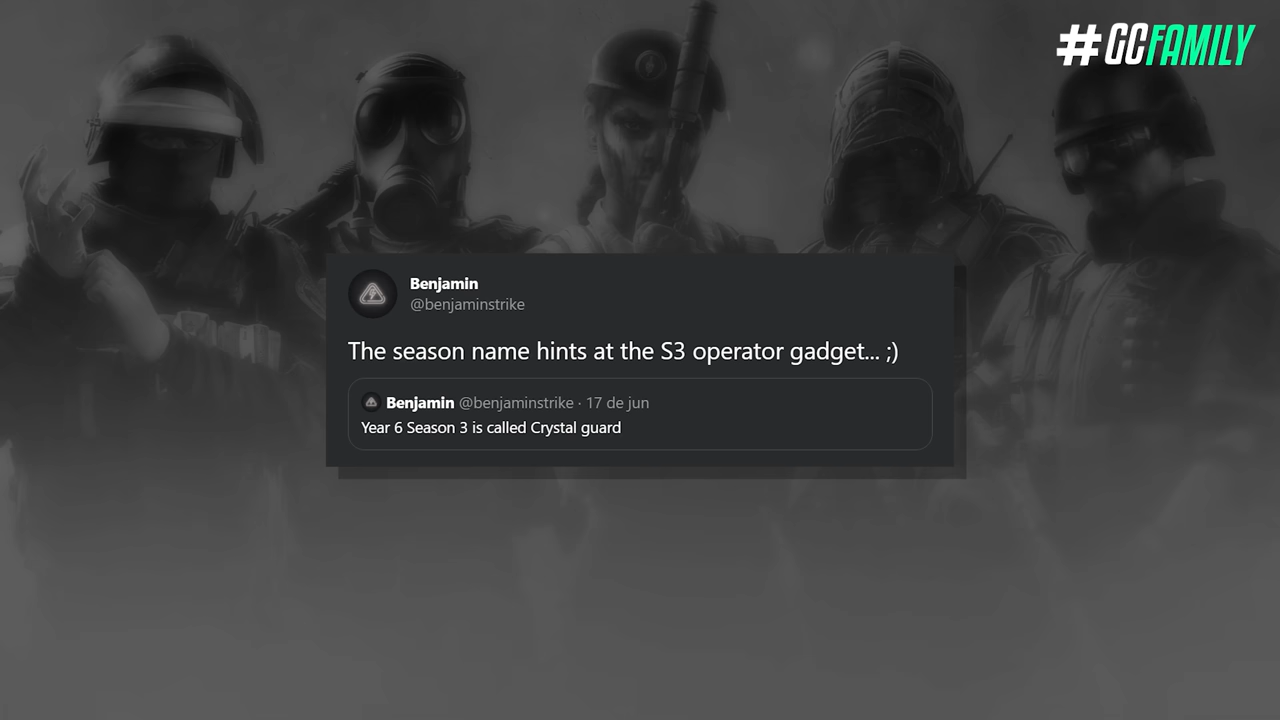 #GCFAMILY
Benjamin
@benjaminstrike
The season name hints at the S3 operator gadget... ;)
Benjamin @benjaminstrike · 17 de jun
Year 6 Season 3 is called Crystal guard